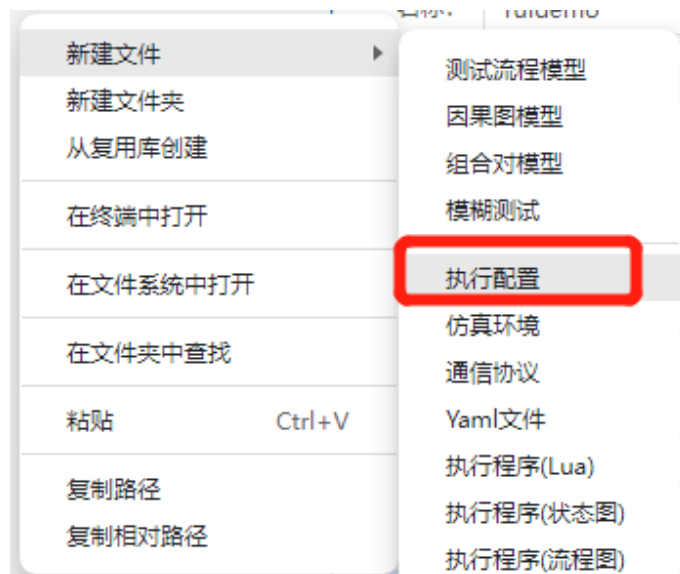 名称： ruidemo
新建文件
新建文件夹
从复用库创建
在终端中打开
在文件系统中打开
在文件夹中查找
粘贴 Ctrl+V
复制路径
复制相对路径
测试流程模型
因果图模型
组合对模型
模糊测试
执行配置
仿真环境
通信协议
Yaml文件
执行程序(Lua)
执行程序(状态图)
执行程序(流程图)